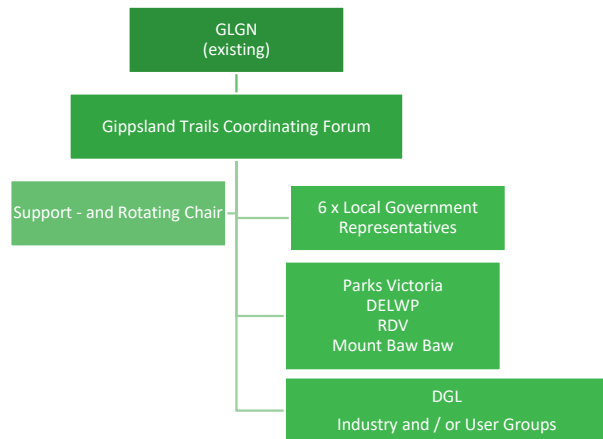 GLGN
(existing)
Gippsland Trails Coordinating Forum
Support - and Rotating Chair
6 x Local Government
Representatives
Parks Victoria
DELWP
RDV
Mount Baw Baw
DGL
Industry and / or User Groups